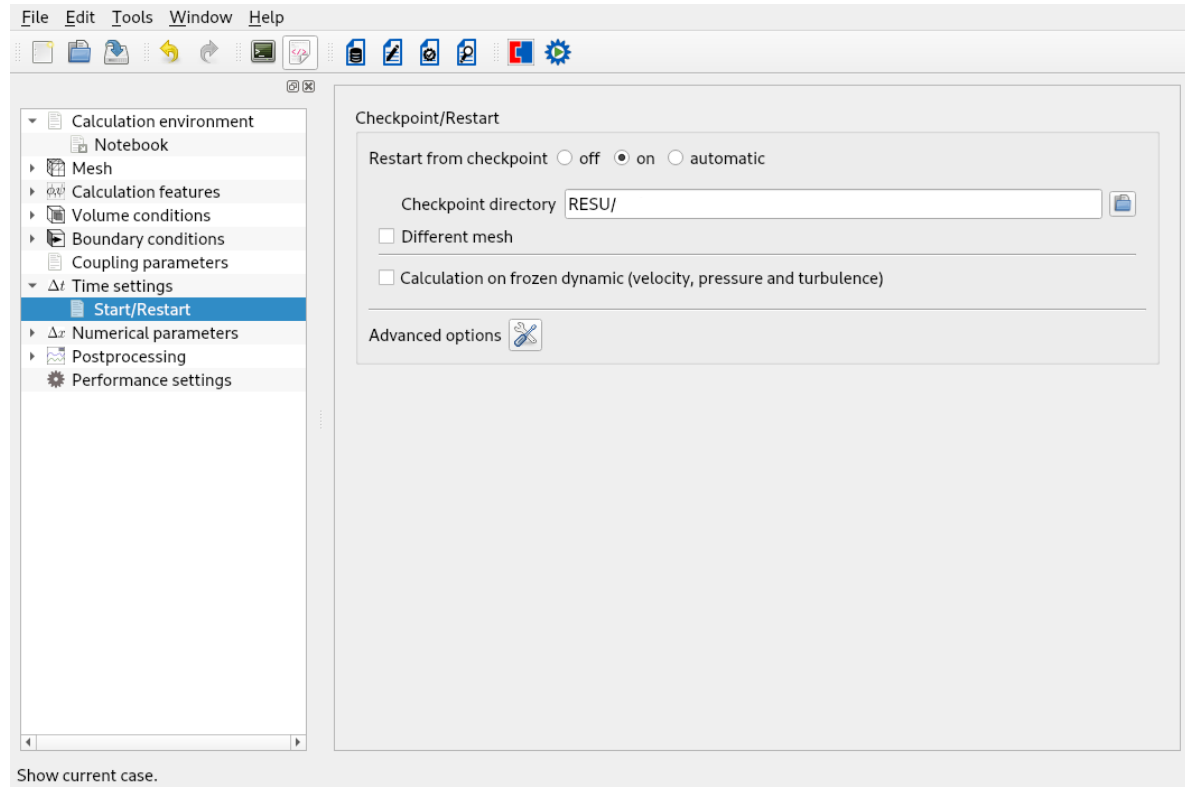 File Edit Tools Window Help
Calculation environment
Notebook
Mesh
Calculation features
Volume conditions
Boundary conditions
Coupling parameters
Δt Time settings
Start/Restart
Δx Numerical parameters
Postprocessing
Performance settings
Checkpoint/Restart
Restart from checkpoint off on automatic
Checkpoint directory RESU/
Different mesh
Calculation on frozen dynamic (velocity, pressure and turbulence)
Advanced options
Show current case.